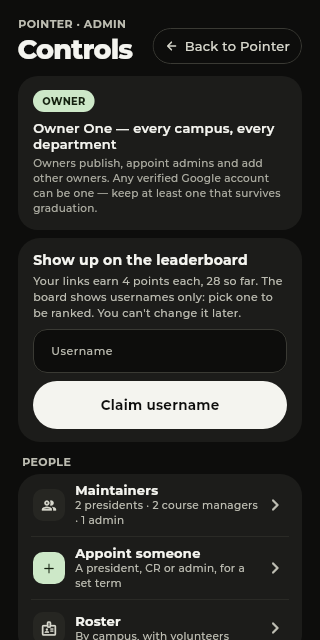 POINTER · ADMIN
Controls
← Back to Pointer
OWNER
Owner One — every campus, every
department
Owners publish, appoint admins and add
other owners. Any verified Google account
can be one — keep at least one that survives
graduation.
Show up on the leaderboard
Your links earn 4 points each, 28 so far. The
board shows usernames only: pick one to
be ranked. You can't change it later.
Username
Claim username
PEOPLE
Maintainers
2 presidents · 2 course managers
· 1 admin
Appoint someone
A president, CR or admin, for a
set term
Roster
By campus, with volunteers